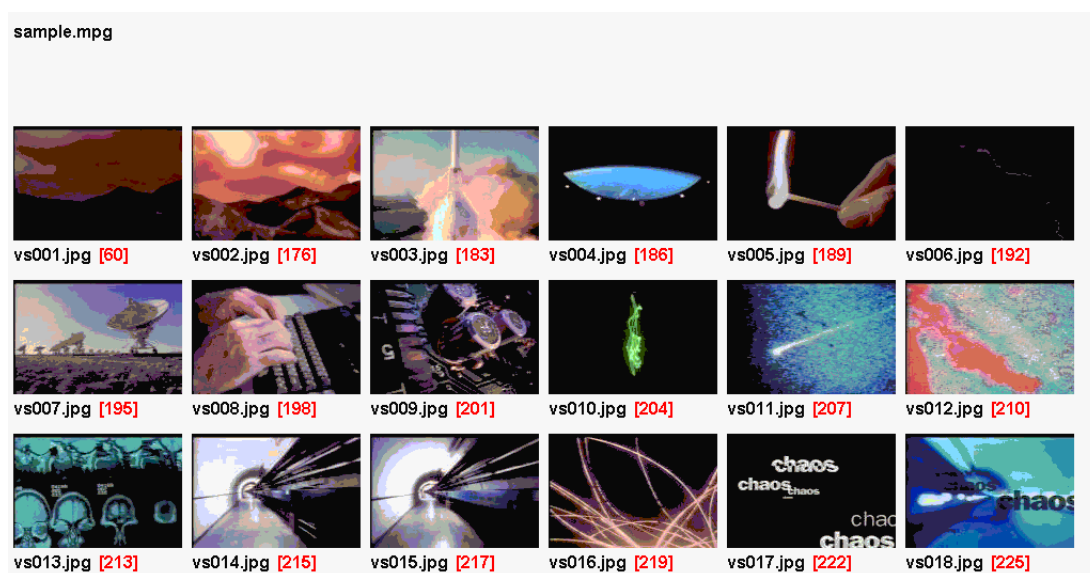 sample.mpg
vs001.jpg [60] vs002.jpg [176] vs003.jpg [183] vs004.jpg [186] vs005.jpg [189] vs006.jpg [192]
5
vs007.jpg [195] vs008.jpg [198] vs009.jpg [201] vs010.jpg [204] vs011.jpg [207] vs012.jpg [210]
chaos
chaos
chaos
chaos
chao
chaos
vs013.jpg [213] vs014.jpg [215] vs015.jpg [217] vs016.jpg [219] vs017.jpg [222] vs018.jpg [225]